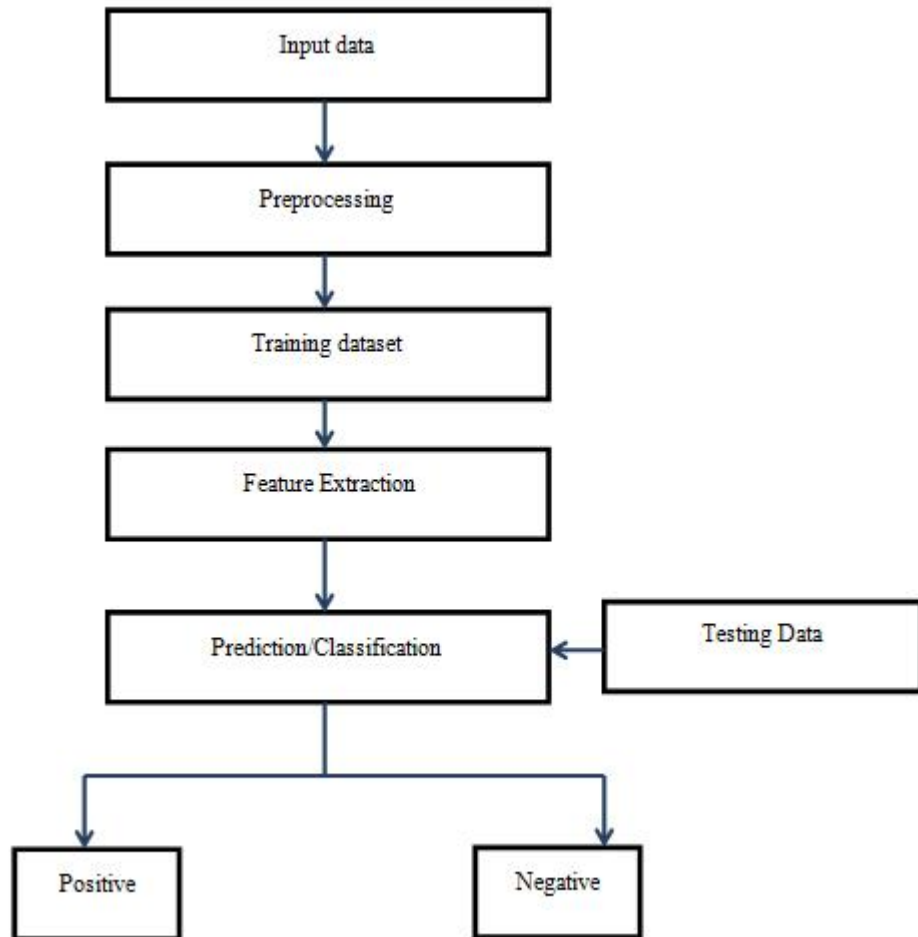 Input data
Preprocessing
Training dataset
Feature Extraction
Prediction/Classification
Testing Data
Positive
Negative